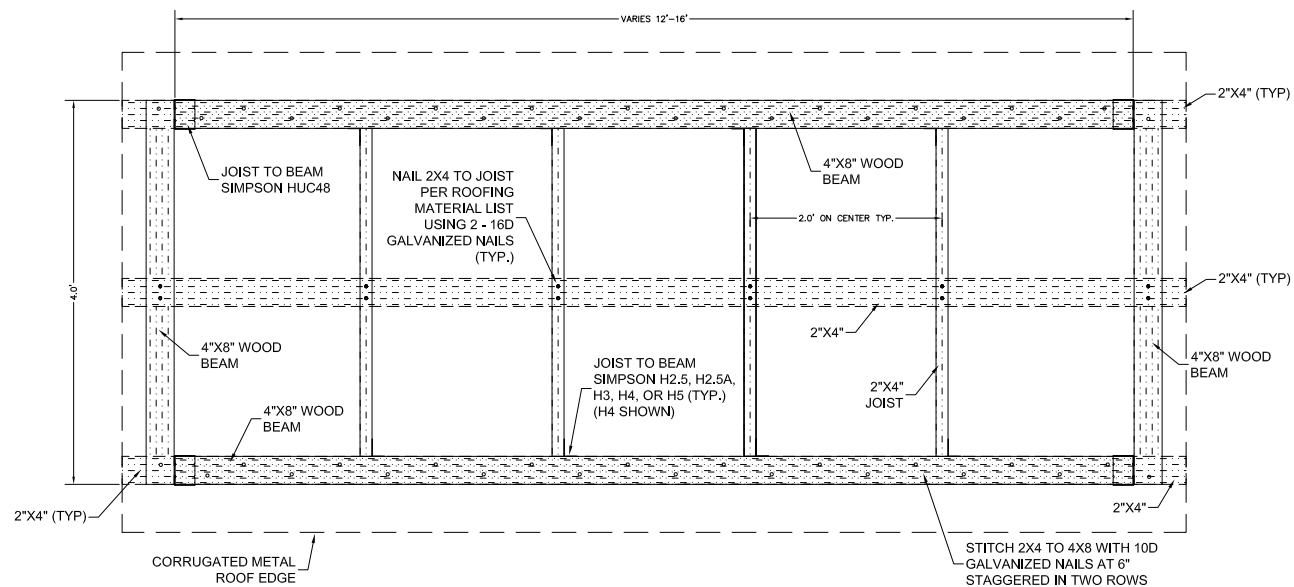 VARIES 12'-16'
2"X4" (TYP)
JOIST TO BEAM
SIMPSON HUC48
NAIL 2X4 TO JOIST
PER ROOFING
MATERIAL LIST
USING 2 - 16D
GALVANIZED NAILS
(TYP.)
4"X8" WOOD
BEAM
2.0' ON CENTER TYP.
4.0'
2"X4" (TYP)
2"X4"
4"X8" WOOD
BEAM
JOIST TO BEAM
SIMPSON H2.5, H2.5A,
H3, H4, OR H5 (TYP.)
(H4 SHOWN)
2"X4"
JOIST
4"X8" WOOD
BEAM
4"X8" WOOD
BEAM
2"X4" (TYP)
2"X4"
CORRUGATED METAL
ROOF EDGE
STITCH 2X4 TO 4X8 WITH 10D
GALVANIZED NAILS AT 6"
STAGGERED IN TWO ROWS